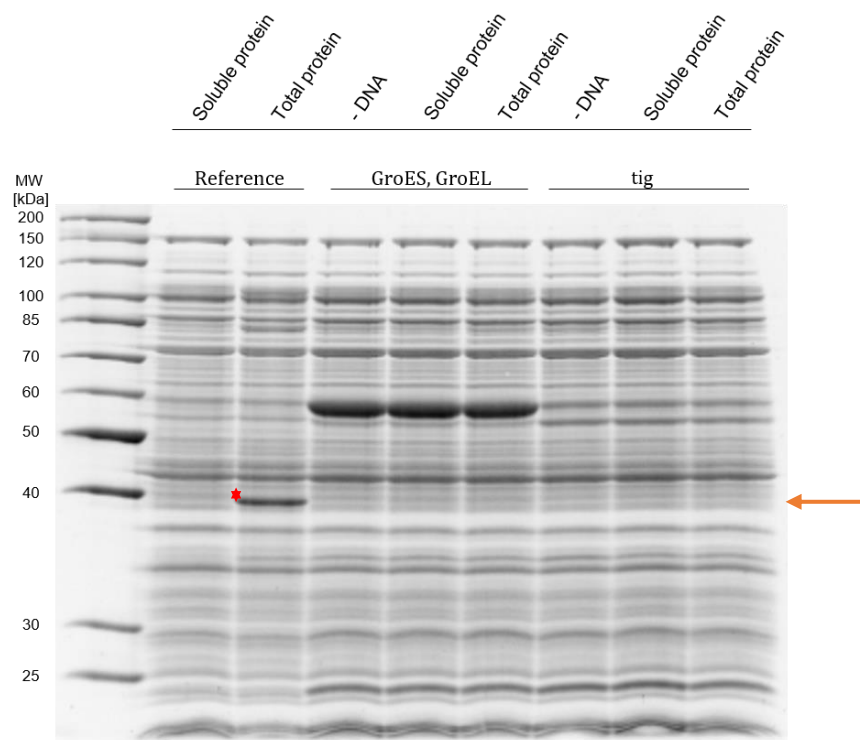 Soluble protein
Total protein
- DNA
Soluble protein
Total protein
- DNA
Soluble protein
Total protein
Reference
GroES, GroEL
tig
MW
[kDa]
200
150
120
100
85
70
60
50
40
30
25